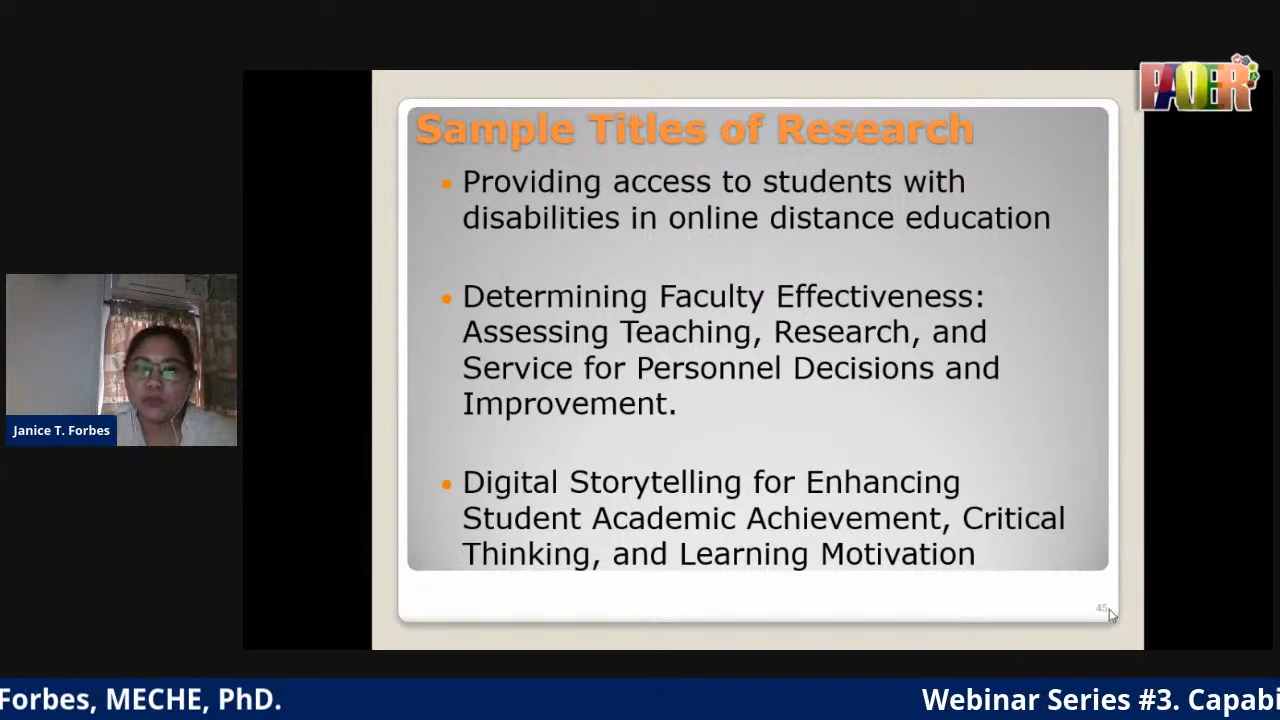 PAOER
Sample Titles of Research
Providing access to students with
disabilities in online distance education
Determining Faculty Effectiveness:
Assessing Teaching, Research, and
Service for Personnel Decisions and
Improvement.
Digital Storytelling for Enhancing
Student Academic Achievement, Critical
Thinking, and Learning Motivation
45
Janice T. Forbes
Forbes, MECHE, PhD.
Webinar Series #3. Capabi